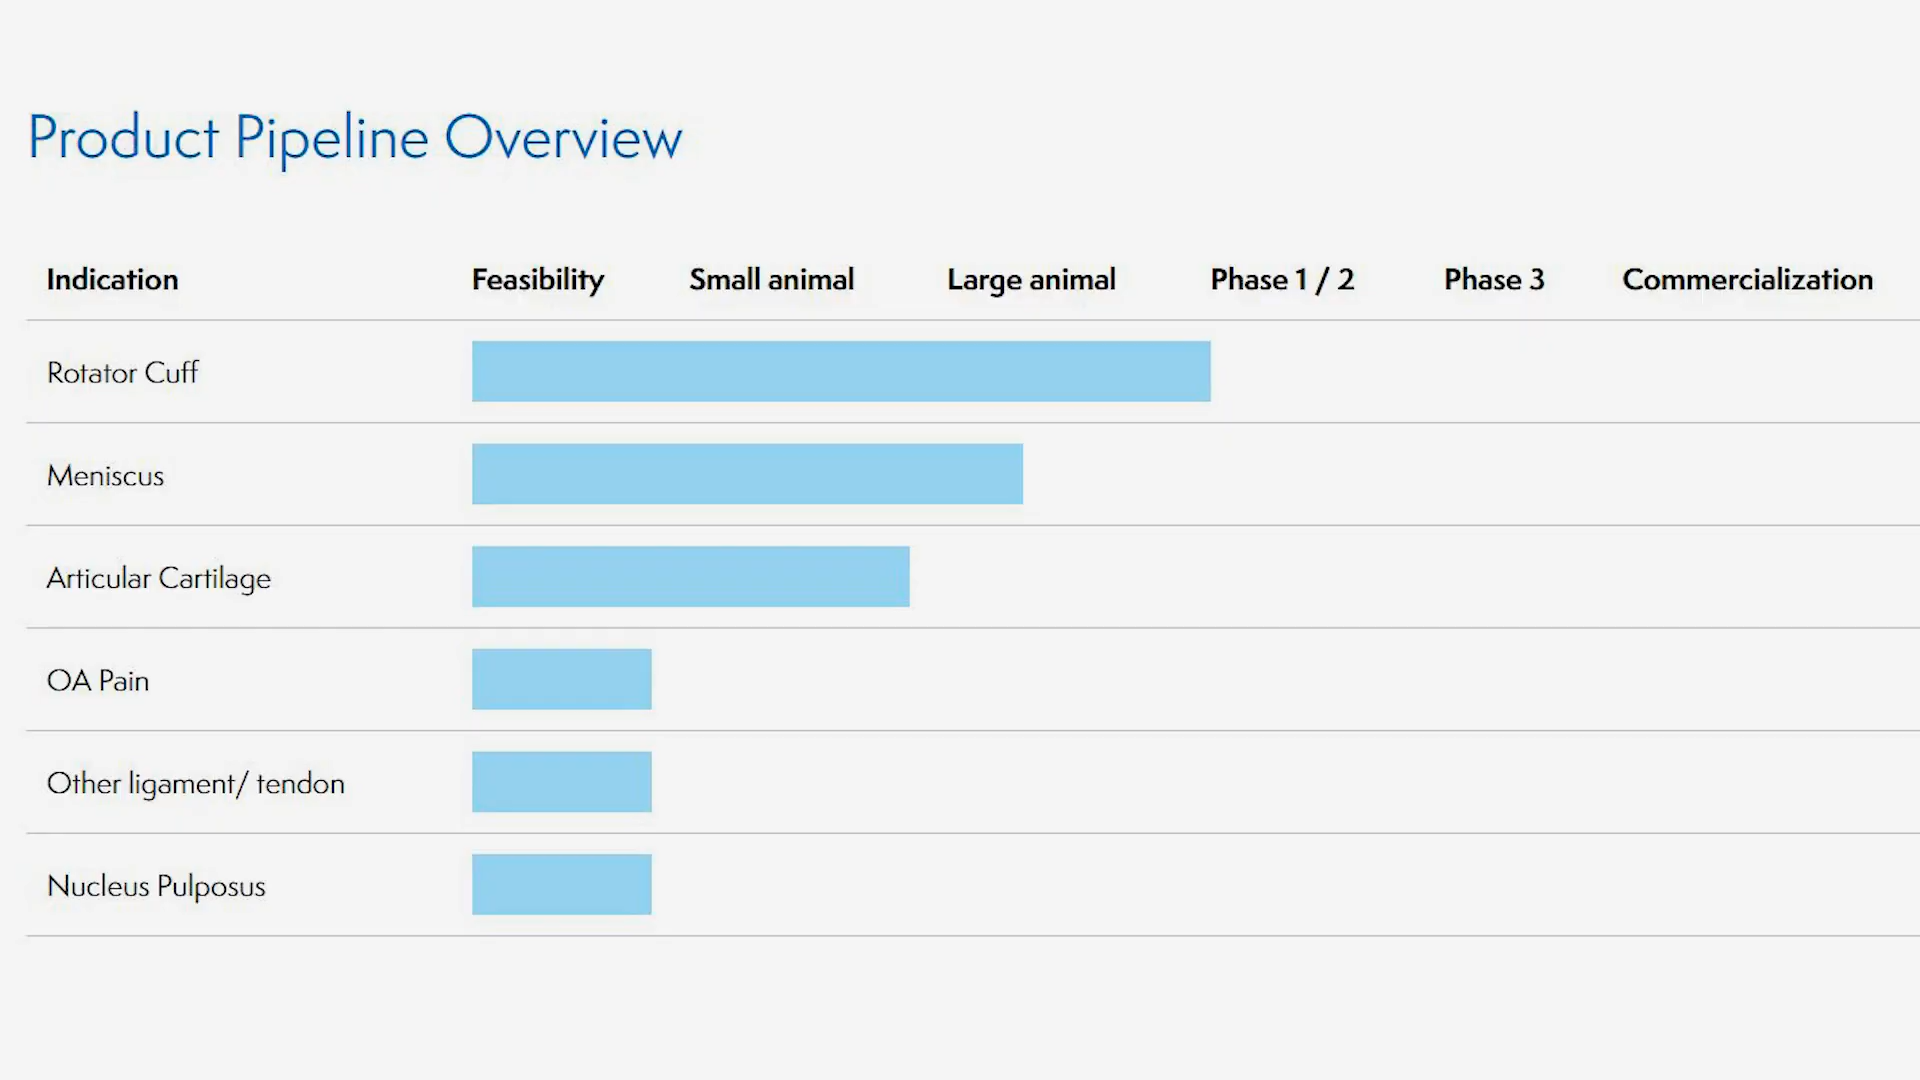 Product Pipeline Overview
Indication Feasibility Small animal Large animal Phase 1 / 2 Phase 3 Commercialization
Rotator Cuff
Meniscus
Articular Cartilage
OA Pain
Other ligament/ tendon
Nucleus Pulposus